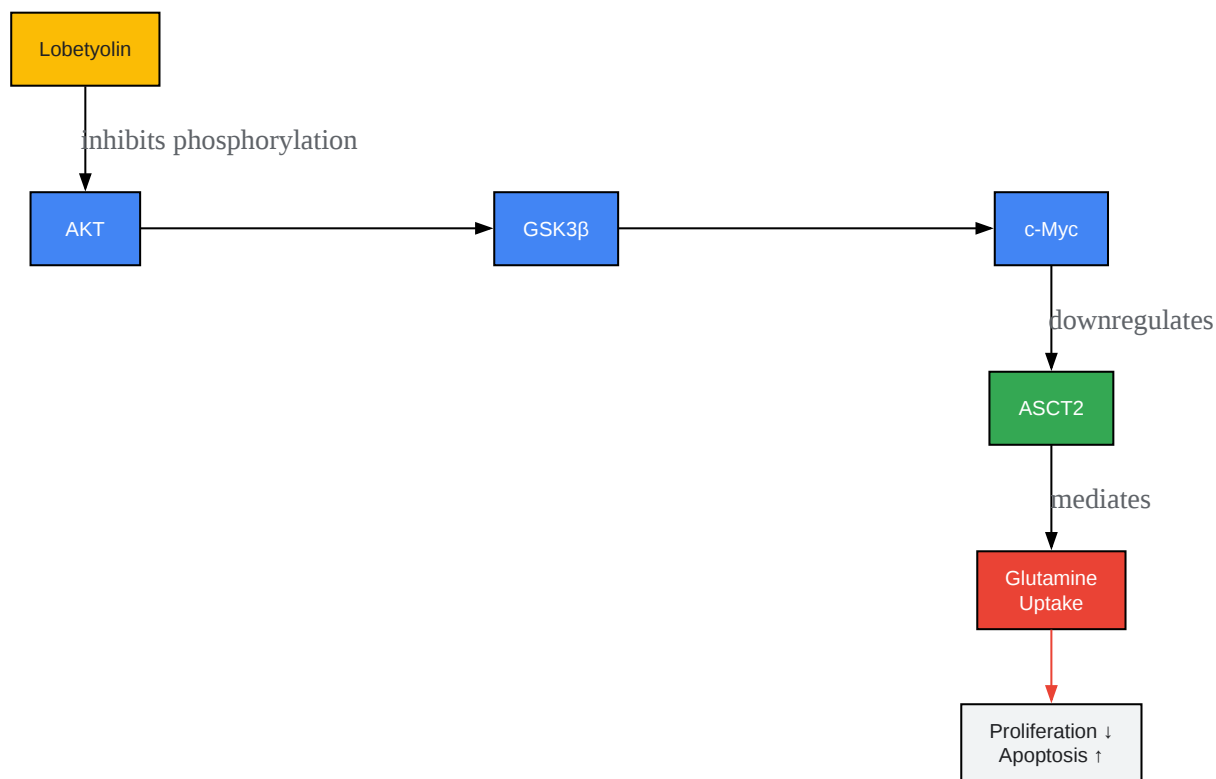 Lobetyolin
inhibits phosphorylation
AKT
GSK3β
c-Myc
downregulates
ASCT2
mediates
Glutamine
Uptake
Proliferation ↓
Apoptosis ↑